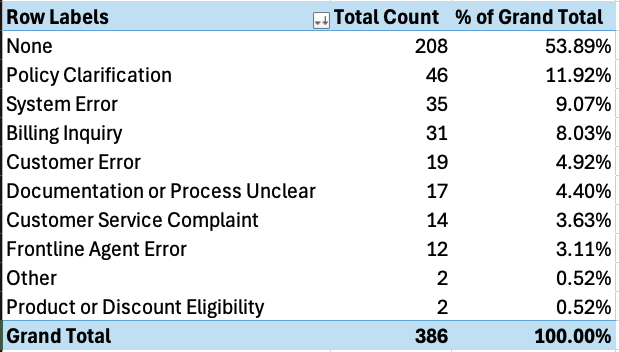 Row Labels Total Count % of Grand Total
None 208 53.89%
Policy Clarification 46 11.92%
System Error 35 9.07%
Billing Inquiry 31 8.03%
Customer Error 19 4.92%
Documentation or Process Unclear 17 4.40%
Customer Service Complaint 14 3.63%
Frontline Agent Error 12 3.11%
Other 2 0.52%
Product or Discount Eligibility 2 0.52%
Grand Total 386 100.00%